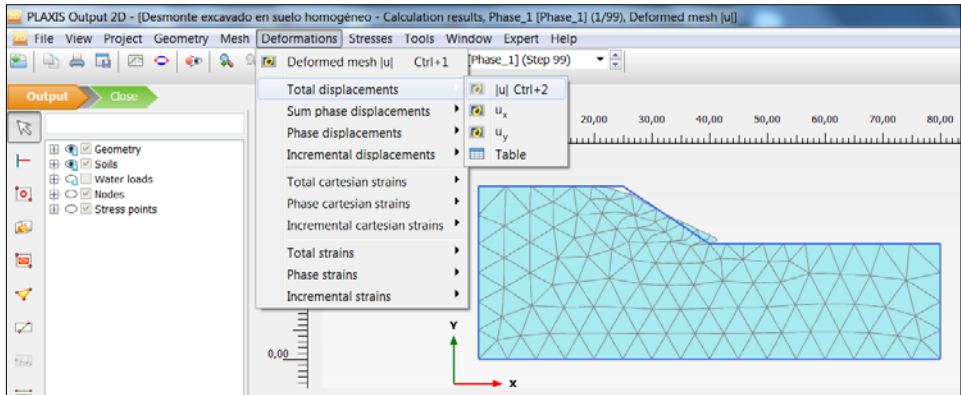 PLAXIS Output 2D - [Desmonte excavado en suelo homogéneo - Calculation results, Phase_1 [Phase_1] (1/99), Deformed mesh |u|]
File View Project Geometry Mesh Deformations Stresses Tools Window Expert Help
[Phase_1] (Step 99)
Output Close
Deformed mesh |u| Ctrl+1
Total displacements
Sum phase displacements
Phase displacements
Incremental displacements
Total cartesian strains
Phase cartesian strains
Incremental cartesian strains
Total strains
Phase strains
Incremental strains
|u| Ctrl+2
ux
uy
Table
Geometry
Soils
Water loads
Nodes
Stress points
20,00 30,00 40,00 50,00 60,00 70,00 80,00
0,00
Y
x